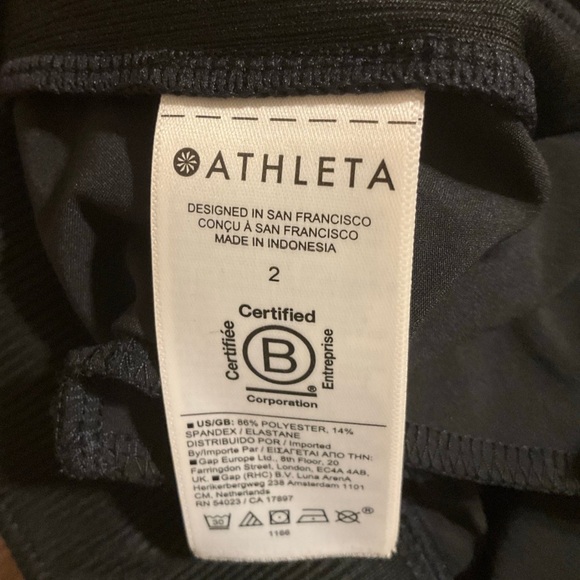 ATHLETA
DESIGNED IN SAN FRANCISCO
CONÇU À SAN FRANCISCO
MADE IN INDONESIA
2
Certified
Certifiée
B
Entreprise
®
Corporation
US/GB: 86% POLYESTER, 14%
SPANDEX / ELASTANE
DISTRIBUIDO POR / Imported
By/Importe Par / ΕΙΣΑΓΕΤΑΙ ΑΠΟ ΤΗΝ:
Gap Europe Ltd., 8th Floor, 20
Farringdon Street, London, EC4A 4AB,
UK. Gap (RHC) B.V. Luna ArenA
Herikerbergweg 238 Amsterdam 1101
CM, Netherlands
RN 54023 / CA 17897
30
®
1166